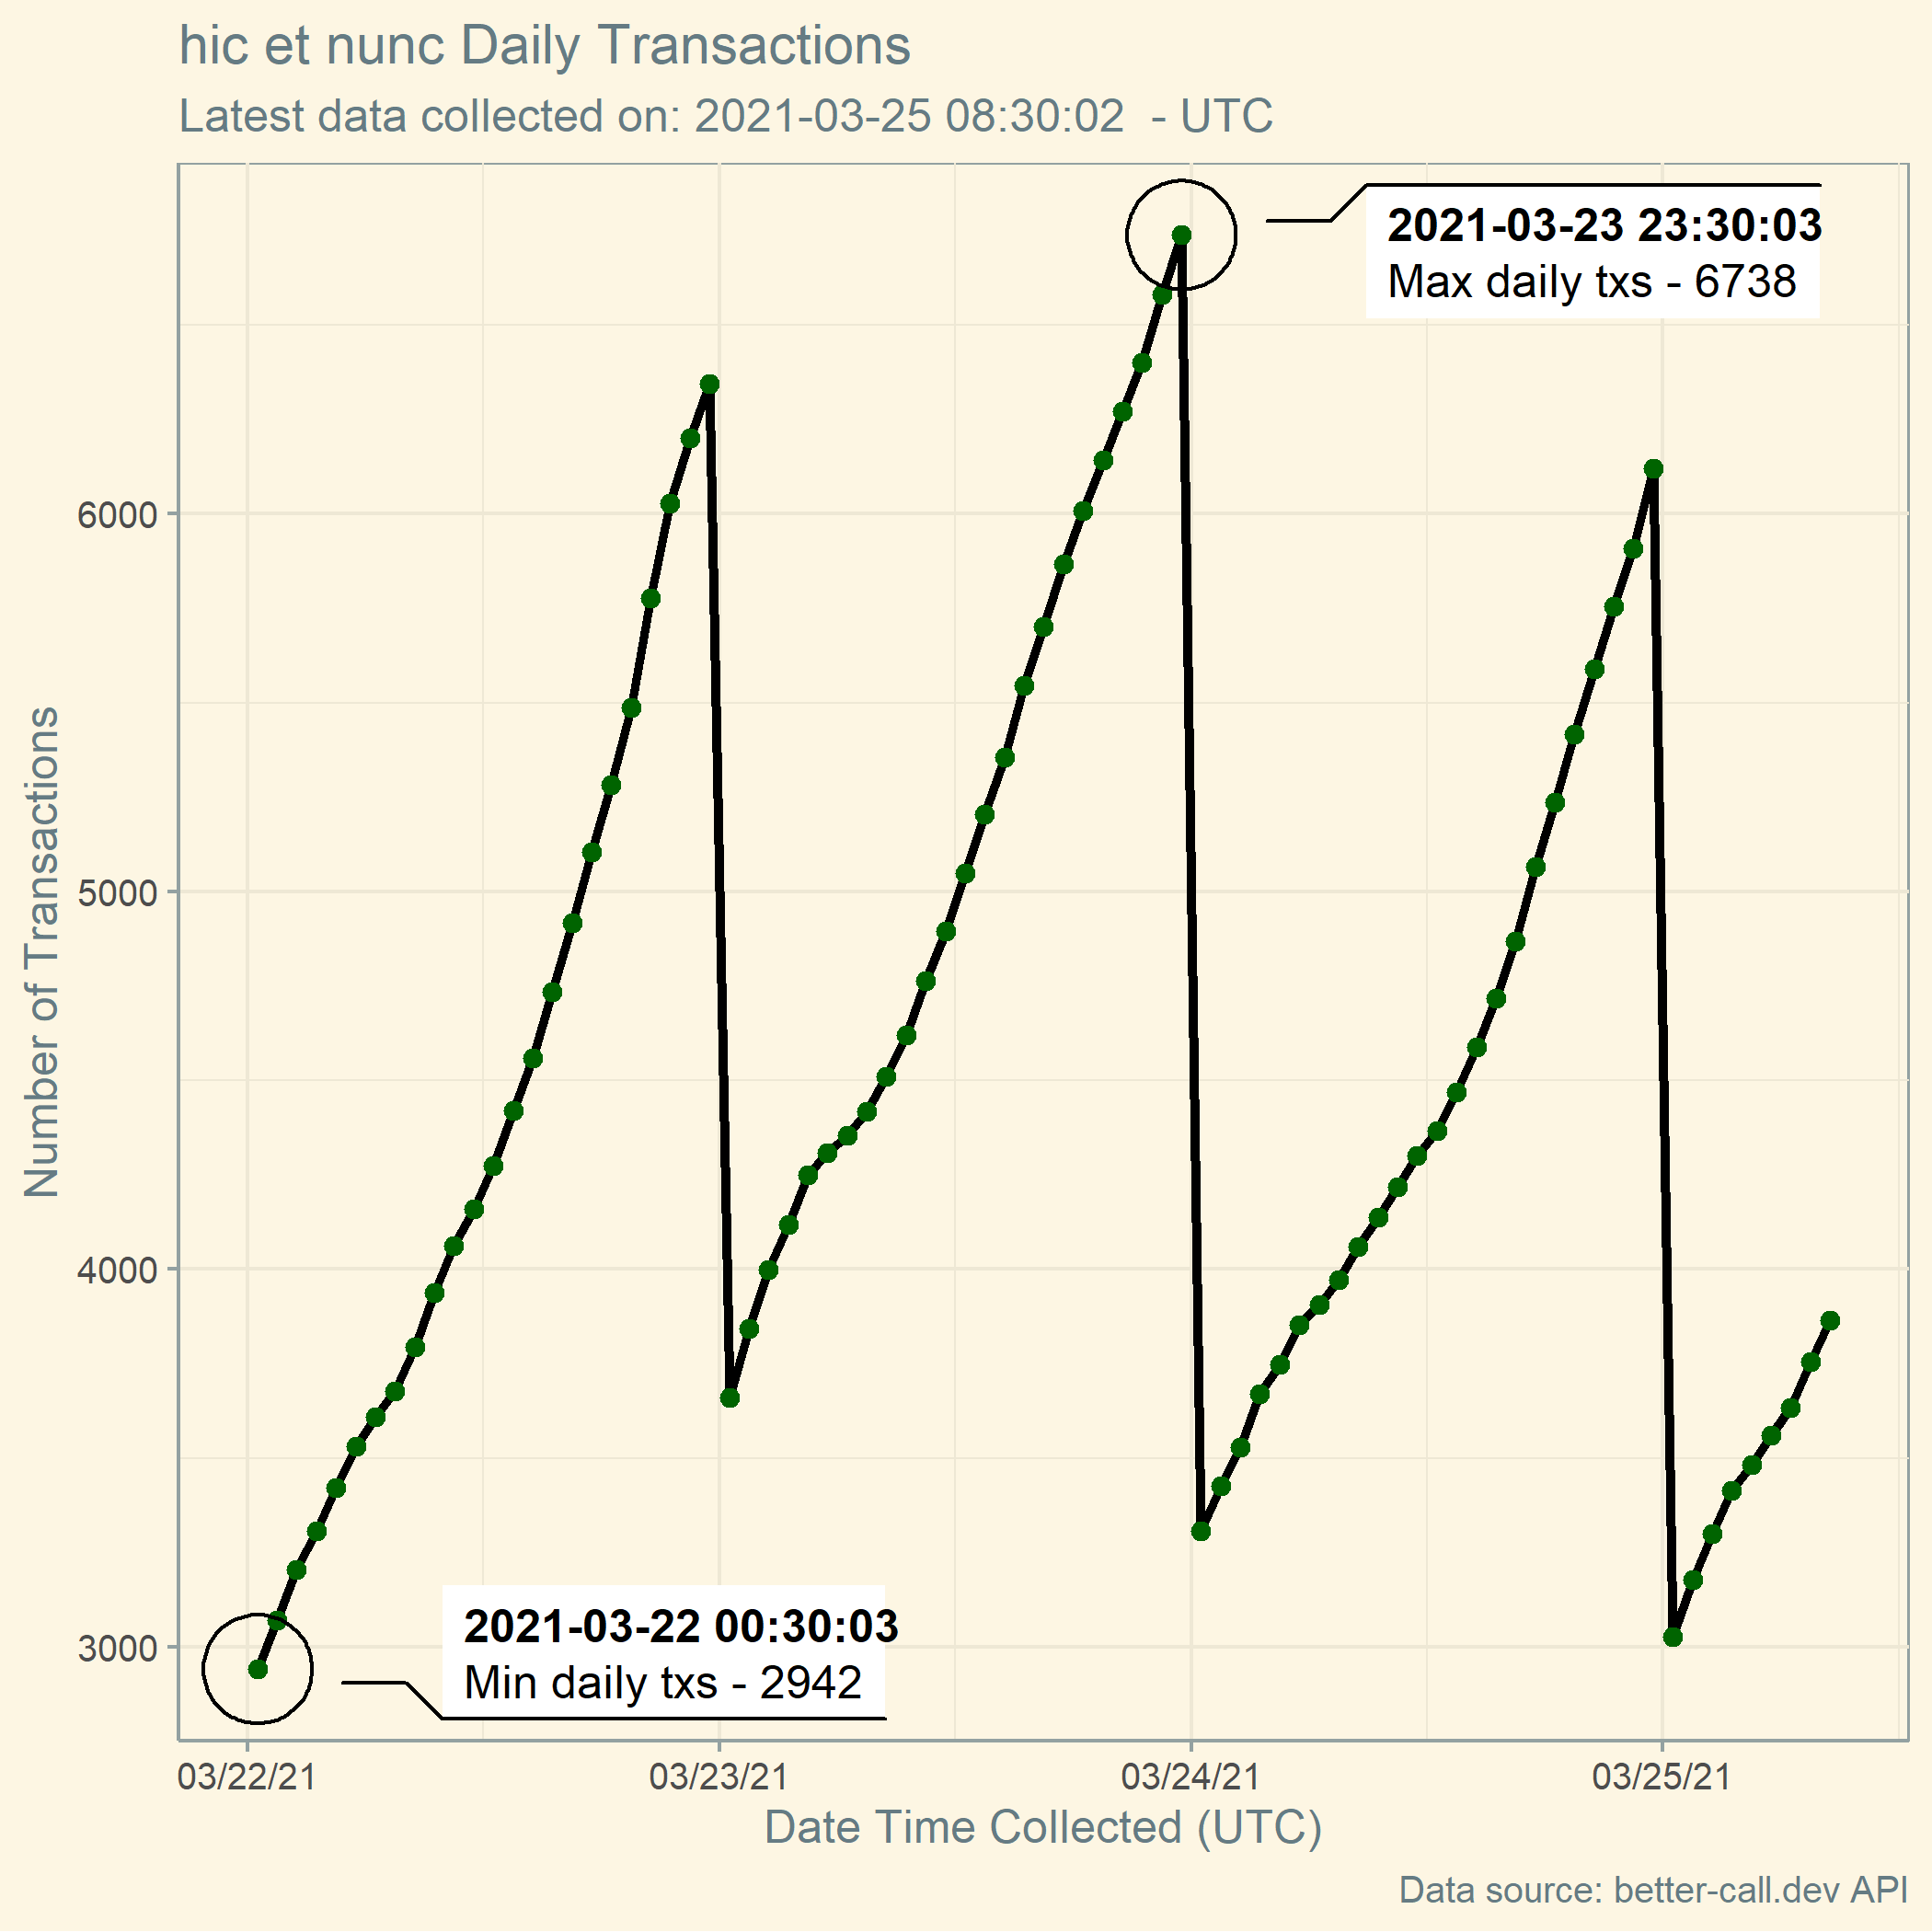 hic et nunc Daily Transactions
Latest data collected on: 2021-03-25 08:30:02  - UTC
2021-03-23 23:30:03
Max daily txs - 6738
Number of Transactions
6000
5000
4000
3000
2021-03-22 00:30:03
Min daily txs - 2942
03/22/21 03/23/21 03/24/21 03/25/21
Date Time Collected (UTC)
Data source: better-call.dev API